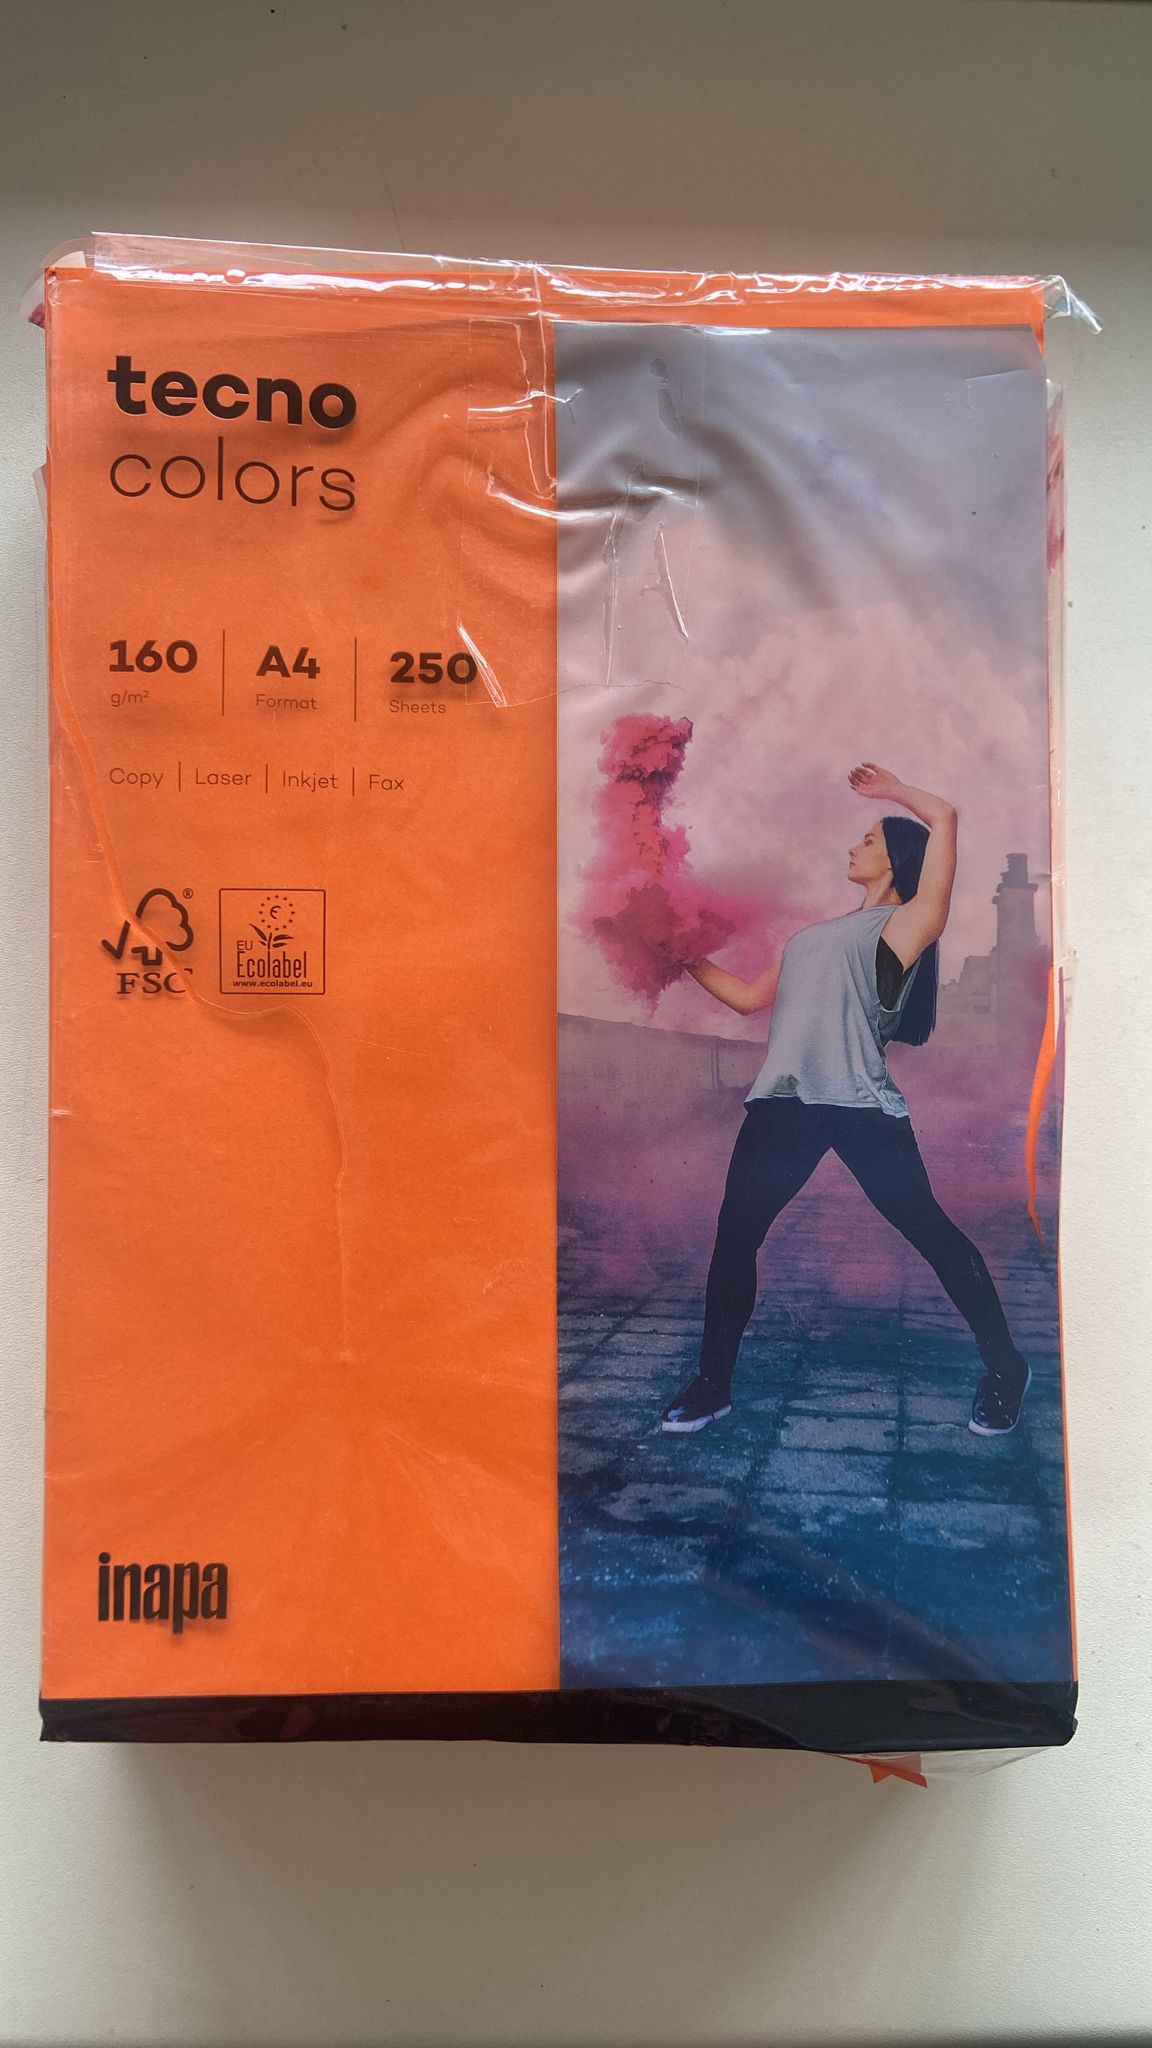 tecno
colors
160 A4 250
g/m² Format Sheets
Copy | Laser | Inkjet | Fax
®
FSC
EU
Ecolabel
www.ecolabel.eu
inapa